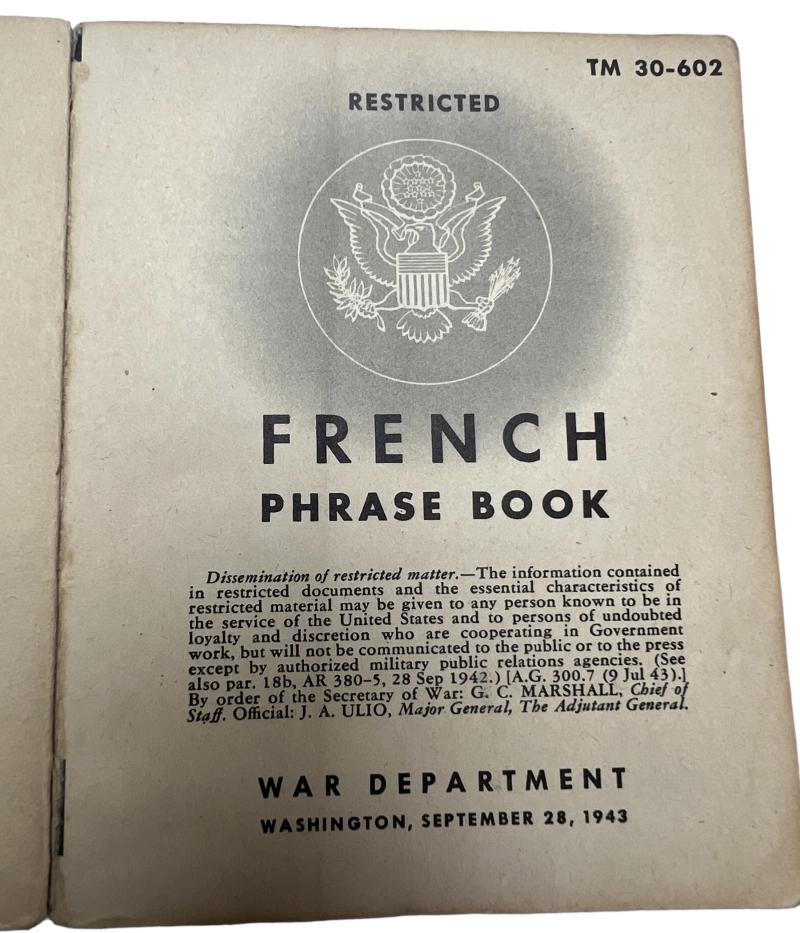 TM 30-602
RESTRICTED
FRENCH
PHRASE BOOK
Dissemination of restricted matter.—The information contained
in restricted documents and the essential characteristics of
restricted material may be given to any person known to be in
the service of the United States and to persons of undoubted
loyalty and discretion who are cooperating in Government
work, but will not be communicated to the public or to the press
except by authorized military public relations agencies. (See
also par. 18b, AR 380-5, 28 Sep 1942.) [A.G. 300.7 (9 Jul 43).]
By order of the Secretary of War: G. C. MARSHALL, Chief of
Staff. Official: J. A. ULIO, Major General, The Adjutant General.
WAR DEPARTMENT
WASHINGTON, SEPTEMBER 28, 1943